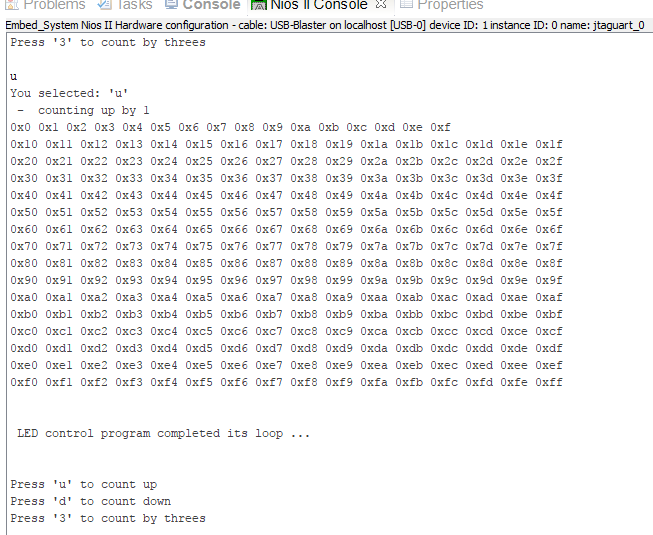 Problems Tasks Console Nios II Console Properties
Embed_System Nios II Hardware configuration - cable: USB-Blaster on localhost [USB-0] device ID: 1 instance ID: 0 name: jtaguart_0
Press '3' to count by threes
u
You selected: 'u'
- counting up by 1
0x0 0x1 0x2 0x3 0x4 0x5 0x6 0x7 0x8 0x9 0xa 0xb 0xc 0xd 0xe 0xf
0x10 0x11 0x12 0x13 0x14 0x15 0x16 0x17 0x18 0x19 0x1a 0x1b 0x1c 0x1d 0x1e 0x1f
0x20 0x21 0x22 0x23 0x24 0x25 0x26 0x27 0x28 0x29 0x2a 0x2b 0x2c 0x2d 0x2e 0x2f
0x30 0x31 0x32 0x33 0x34 0x35 0x36 0x37 0x38 0x39 0x3a 0x3b 0x3c 0x3d 0x3e 0x3f
0x40 0x41 0x42 0x43 0x44 0x45 0x46 0x47 0x48 0x49 0x4a 0x4b 0x4c 0x4d 0x4e 0x4f
0x50 0x51 0x52 0x53 0x54 0x55 0x56 0x57 0x58 0x59 0x5a 0x5b 0x5c 0x5d 0x5e 0x5f
0x60 0x61 0x62 0x63 0x64 0x65 0x66 0x67 0x68 0x69 0x6a 0x6b 0x6c 0x6d 0x6e 0x6f
0x70 0x71 0x72 0x73 0x74 0x75 0x76 0x77 0x78 0x79 0x7a 0x7b 0x7c 0x7d 0x7e 0x7f
0x80 0x81 0x82 0x83 0x84 0x85 0x86 0x87 0x88 0x89 0x8a 0x8b 0x8c 0x8d 0x8e 0x8f
0x90 0x91 0x92 0x93 0x94 0x95 0x96 0x97 0x98 0x99 0x9a 0x9b 0x9c 0x9d 0x9e 0x9f
0xa0 0xa1 0xa2 0xa3 0xa4 0xa5 0xa6 0xa7 0xa8 0xa9 0xaa 0xab 0xac 0xad 0xae 0xaf
0xb0 0xb1 0xb2 0xb3 0xb4 0xb5 0xb6 0xb7 0xb8 0xb9 0xba 0xbb 0xbc 0xbd 0xbe 0xbf
0xc0 0xc1 0xc2 0xc3 0xc4 0xc5 0xc6 0xc7 0xc8 0xc9 0xca 0xcb 0xcc 0xcd 0xce 0xcf
0xd0 0xd1 0xd2 0xd3 0xd4 0xd5 0xd6 0xd7 0xd8 0xd9 0xda 0xdb 0xdc 0xdd 0xde 0xdf
0xe0 0xe1 0xe2 0xe3 0xe4 0xe5 0xe6 0xe7 0xe8 0xe9 0xea 0xeb 0xec 0xed 0xee 0xef
0xf0 0xf1 0xf2 0xf3 0xf4 0xf5 0xf6 0xf7 0xf8 0xf9 0xfa 0xfb 0xfc 0xfd 0xfe 0xff
LED control program completed its loop ...
Press 'u' to count up
Press 'd' to count down
Press '3' to count by threes